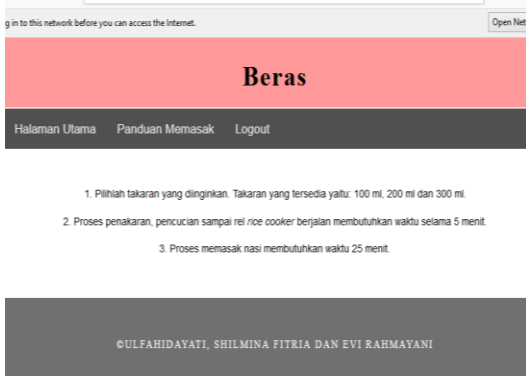 g in to this network before you can access the Internet.
Open Net
Beras
Halaman Utama Panduan Memasak Logout
1. Pilihlah takaran yang diinginkan. Takaran yang tersedia yaitu: 100 ml, 200 ml dan 300 ml.
2. Proses penakaran, pencucian sampai rel rice cooker berjalan membutuhkan waktu selama 5 menit.
3. Proses memasak nasi membutuhkan waktu 25 menit.
©ULFAHIDAYATI, SHILMINA FITRIA DAN EVI RAHMAYANI